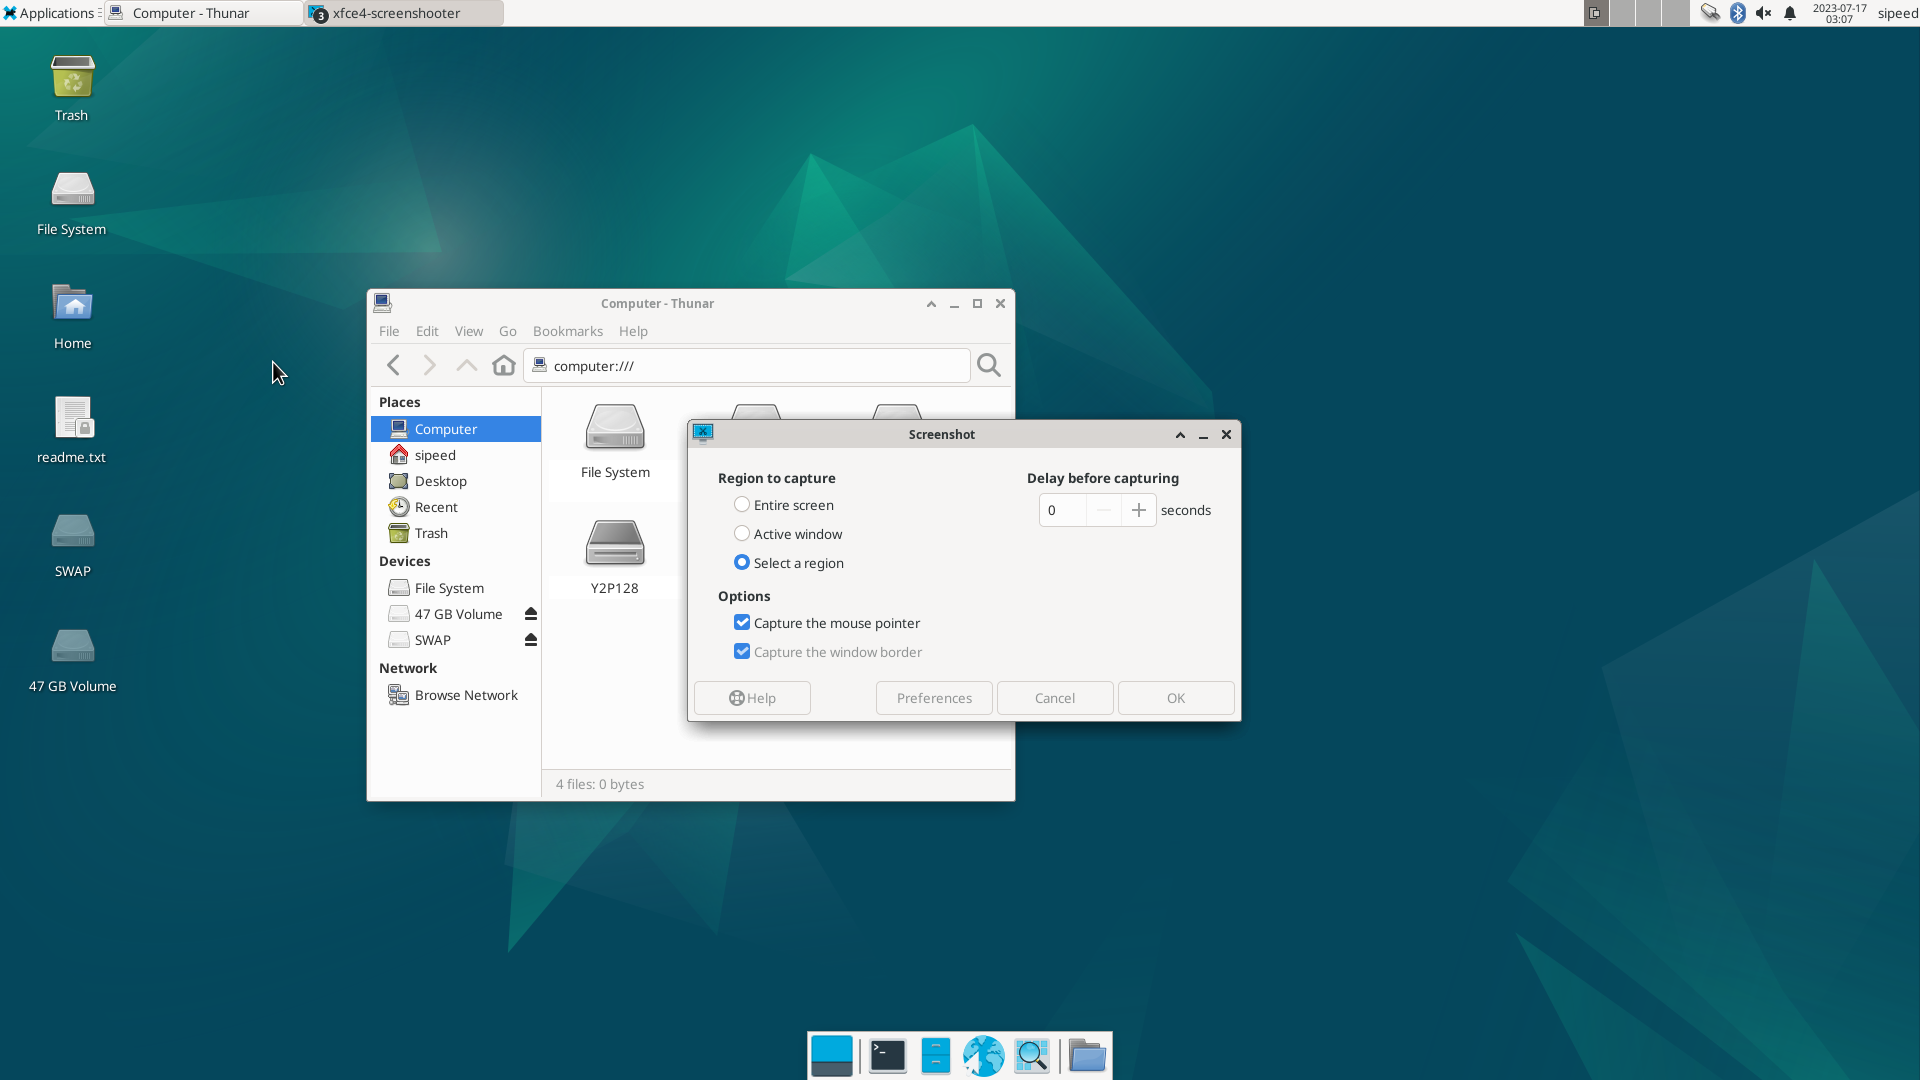 Applications
Computer - Thunar
3
xfce4-screenshooter
2023-07-17
03:07
sipeed
Trash
File System
Home
readme.txt
SWAP
47 GB Volume
Computer - Thunar
File Edit View Go Bookmarks Help
computer:///
Places
Computer
sipeed
Desktop
Recent
Trash
Devices
File System
47 GB Volume
SWAP
Network
Browse Network
File System
Y2P128
4 files: 0 bytes
Screenshot
Region to capture
Entire screen
Active window
Select a region
Options
Capture the mouse pointer
Capture the window border
Delay before capturing
0 seconds
Help Preferences Cancel OK